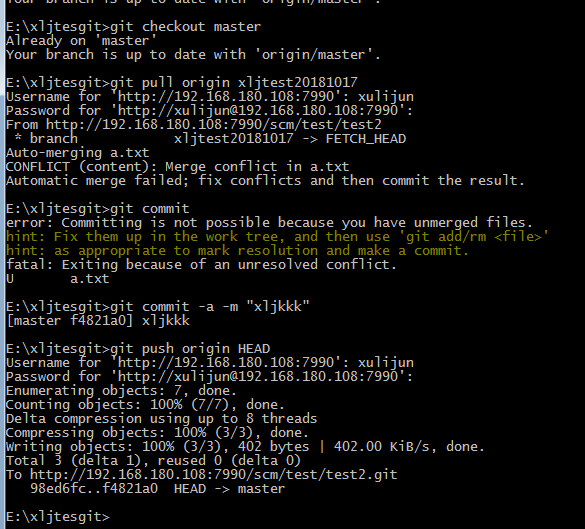 Your branch is up to date with 'origin/master'.
E:\xljtesgit>git checkout master
Already on 'master'
Your branch is up to date with 'origin/master'.
E:\xljtesgit>git pull origin xljtest20181017
Username for 'http://192.168.180.108:7990': xulijun
Password for 'http://xulijun@192.168.180.108:7990':
From http://192.168.180.108:7990/scm/test/test2
 * branch            xljtest20181017 -> FETCH_HEAD
Auto-merging a.txt
CONFLICT (content): Merge conflict in a.txt
Automatic merge failed; fix conflicts and then commit the result.
E:\xljtesgit>git commit
error: Committing is not possible because you have unmerged files.
hint: Fix them up in the work tree, and then use 'git add/rm <file>'
hint: as appropriate to mark resolution and make a commit.
fatal: Exiting because of an unresolved conflict.
U       a.txt
E:\xljtesgit>git commit -a -m "xljkkk"
[master f4821a0] xljkkk
E:\xljtesgit>git push origin HEAD
Username for 'http://192.168.180.108:7990': xulijun
Password for 'http://xulijun@192.168.180.108:7990':
Enumerating objects: 7, done.
Counting objects: 100% (7/7), done.
Delta compression using up to 8 threads
Compressing objects: 100% (3/3), done.
Writing objects: 100% (3/3), 402 bytes | 402.00 KiB/s, done.
Total 3 (delta 1), reused 0 (delta 0)
To http://192.168.180.108:7990/scm/test/test2.git
   98ed6fc..f4821a0  HEAD -> master
E:\xljtesgit>